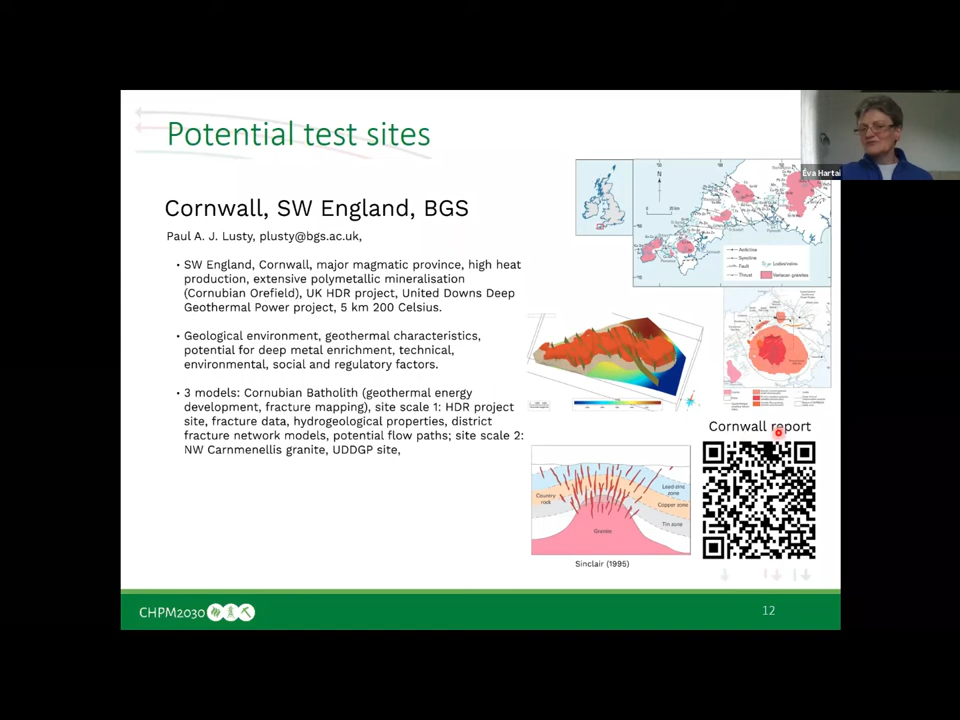 Potential test sites
Éva Hartai
Cornwall, SW England, BGS
Paul A. J. Lusty, plusty@bgs.ac.uk,
• SW England, Cornwall, major magmatic province, high heat
production, extensive polymetallic mineralisation
(Cornubian Orefield), UK HDR project, United Downs Deep
Geothermal Power project, 5 km 200 Celsius.
• Geological environment, geothermal characteristics,
potential for deep metal enrichment, technical,
environmental, social and regulatory factors.
• 3 models: Cornubian Batholith (geothermal energy
development, fracture mapping), site scale 1: HDR project
site, fracture data, hydrogeological properties, district
fracture network models, potential flow paths; site scale 2:
NW Carnmenellis granite, UDDGP site,
N
Anticline
Syncline
Fault
Thrust
Lodes/veins
Variscan granites
Cornwall report
Country
rock
Lead-zinc
zone
Copper zone
Tin zone
Granite
Sinclair (1995)
CHPM2030
12